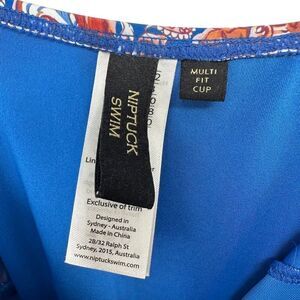 MULTI
FIT
CUP
NIPTUCK
SWIM
Exclusive of trim
Designed in
Sydney - Australia
Made in China
28/32 Ralph St
Sydney, 2015, Australia
www.niptuckswim.com